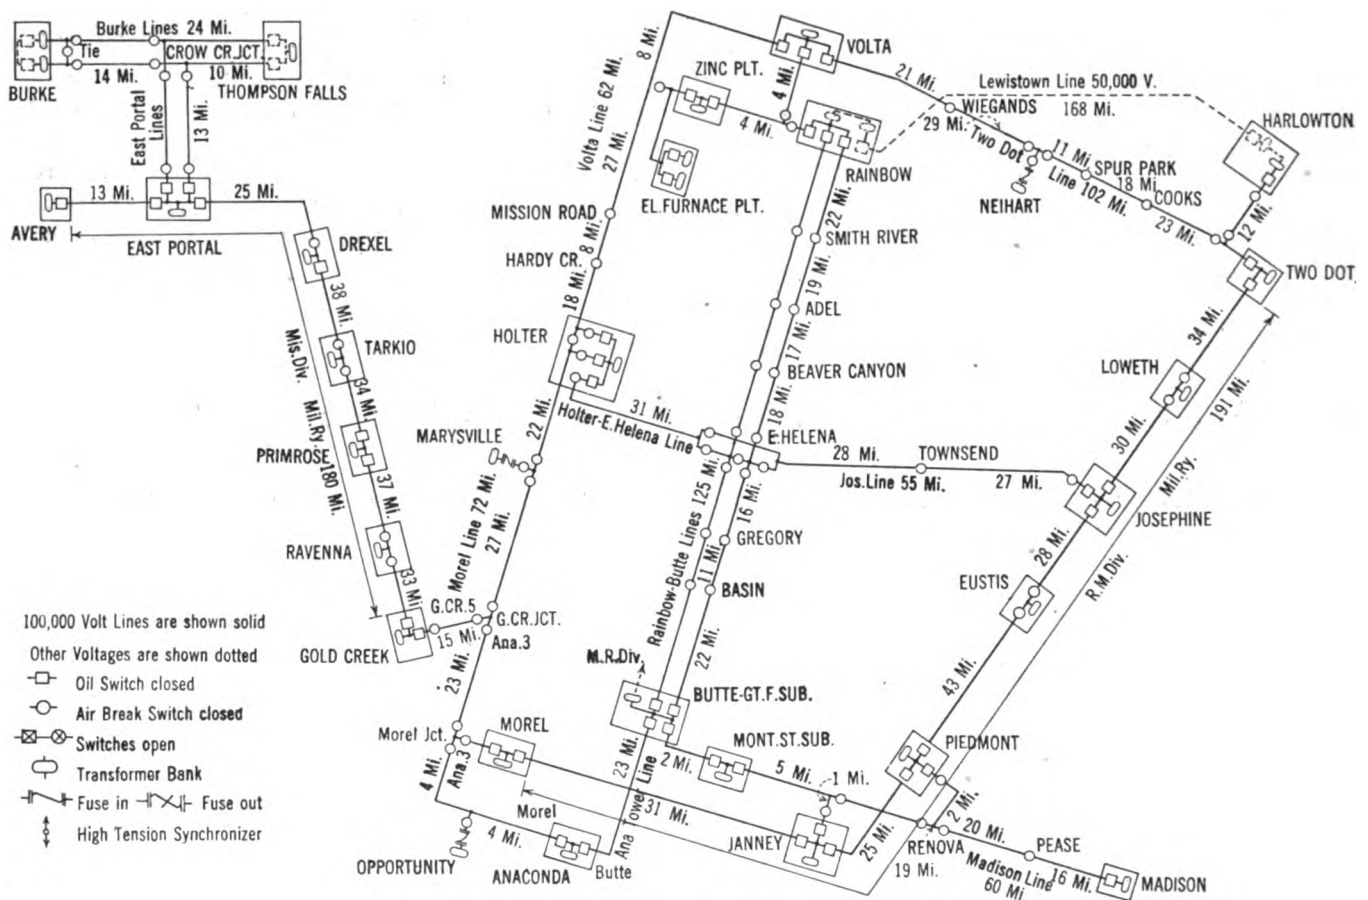 Burke Lines 24 Mi.
Tie
CROW CR.JCT.
14 Mi.
10 Mi.
BURKE
THOMPSON FALLS
East Portal
Lines
13 Mi.
13 Mi.
25 Mi.
AVERY
EAST PORTAL
DREXEL
38 Mi.
TARKIO
34 Mi.
Mis.Div.
Mil.Ry.
180 Mi.
PRIMROSE
37 Mi.
RAVENNA
33 Mi.
GOLD CREEK
G.CR.5
15 Mi.
G.CR.JCT.
Ana.3
100,000 Volt Lines are shown solid
Other Voltages are shown dotted
Oil Switch closed
Air Break Switch closed
Switches open
Transformer Bank
Fuse in
Fuse out
High Tension Synchronizer
8 Mi.
VOLTA
ZINC PLT.
4 Mi.
4 Mi.
Volta Line 62 Mi.
27 Mi.
RAINBOW
EL.FURNACE PLT.
MISSION ROAD
8 Mi.
HARDY CR.
18 Mi.
HOLTER
22 Mi.
31 Mi.
Holter-E.Helena Line
MARYSVILLE
Morel Line 72 Mi.
27 Mi.
23 Mi.
Morel Jct.
4 Mi.
Ana.3
MOREL
Morel
4 Mi.
OPPORTUNITY
ANACONDA
Butte
23 Mi.
Ana Tower Line
31 Mi.
22 Mi.
SMITH RIVER
19 Mi.
ADEL
17 Mi.
BEAVER CANYON
18 Mi.
E.HELENA
Rainbow-Butte Lines 125 Mi.
16 Mi.
GREGORY
11 Mi.
BASIN
22 Mi.
M.R.Div.
BUTTE-GT.F.SUB.
MONT.ST.SUB.
2 Mi.
5 Mi.
1 Mi.
JANNEY
25 Mi.
21 Mi.
Lewistown Line 50,000 V.
168 Mi.
WIEGANDS
29 Mi.
Two Dot
Line 102 Mi.
NEIHART
11 Mi.
SPUR PARK
18 Mi.
COOKS
23 Mi.
HARLOWTON
12 Mi.
TWO DOT
34 Mi.
LOWETH
191 Mi.
30 Mi.
Mil.Ry.
28 Mi.
TOWNSEND
Jos.Line 55 Mi.
27 Mi.
JOSEPHINE
28 Mi.
R.M.Div.
EUSTIS
43 Mi.
PIEDMONT
2 Mi.
RENOVA
19 Mi.
20 Mi.
PEASE
Madison Line
60 Mi.
16 Mi.
MADISON